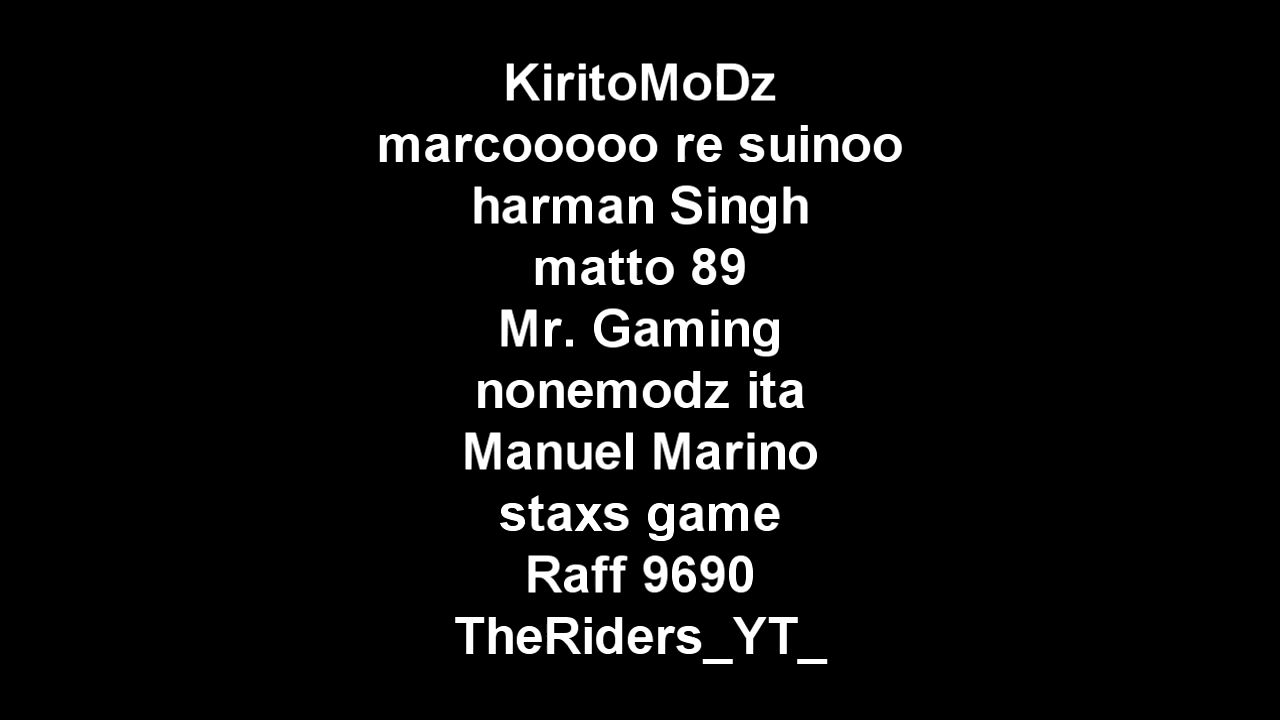 KiritoMoDz
marcooooo re suinoo
harman Singh
matto 89
Mr. Gaming
nonemodz ita
Manuel Marino
staxs game
Raff 9690
TheRiders_YT_